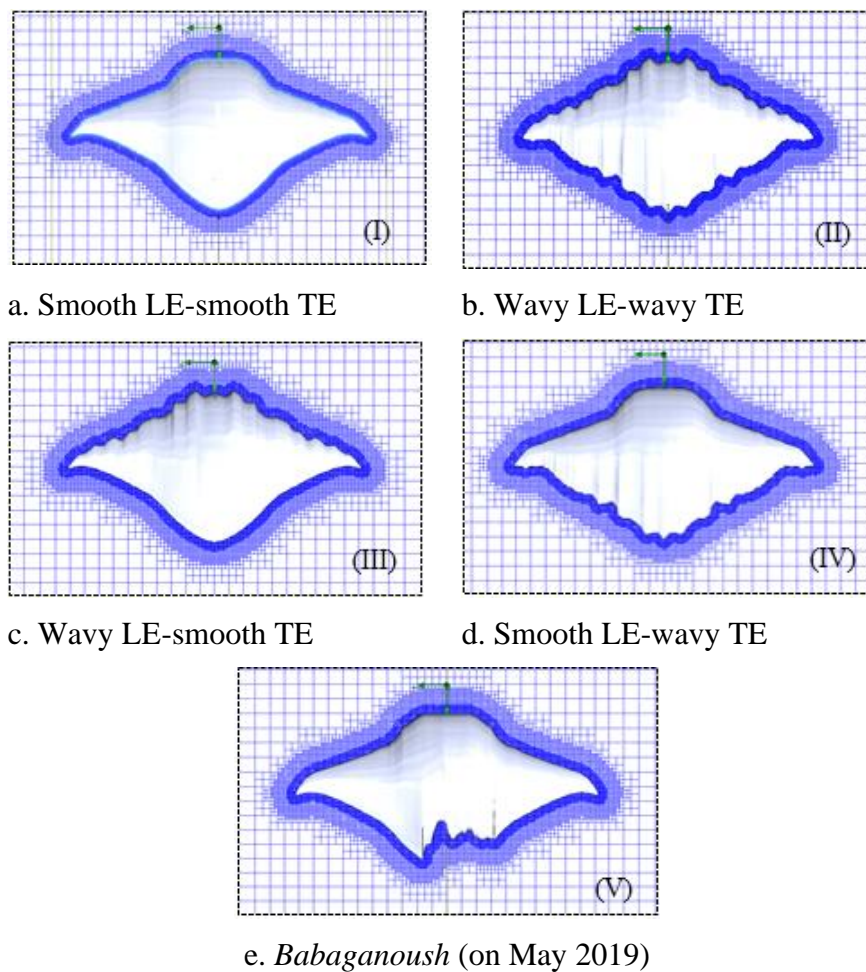 (I)
(II)
a. Smooth LE-smooth TE
b. Wavy LE-wavy TE
(III)
(IV)
c. Wavy LE-smooth TE
d. Smooth LE-wavy TE
(V)
e. Babaganoush (on May 2019)